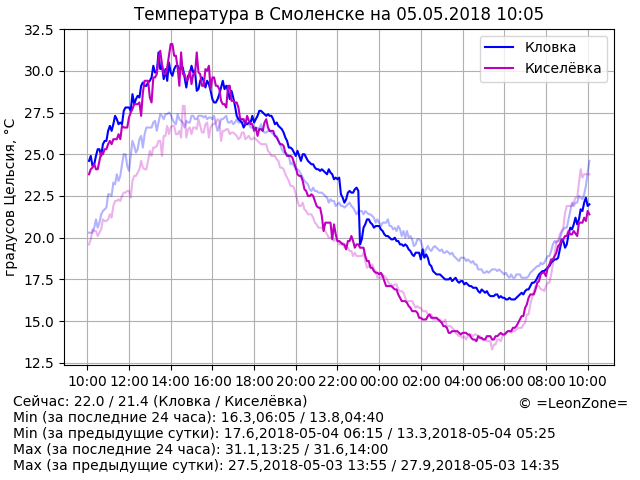 Температура в Смоленске на 05.05.2018 10:05
32.5
30.0
27.5
25.0
22.5
20.0
17.5
15.0
12.5
градусов Цельсия, °C
Кловка
Киселёвка
10:00 12:00 14:00 16:00 18:00 20:00 22:00 00:00 02:00 04:00 06:00 08:00 10:00
Сейчас: 22.0 / 21.4 (Кловка / Киселёвка)
© =LeonZone=
Min (за последние 24 часа): 16.3,06:05 / 13.8,04:40
Min (за предыдущие сутки): 17.6,2018-05-04 06:15 / 13.3,2018-05-04 05:25
Max (за последние 24 часа): 31.1,13:25 / 31.6,14:00
Max (за предыдущие сутки): 27.5,2018-05-03 13:55 / 27.9,2018-05-03 14:35